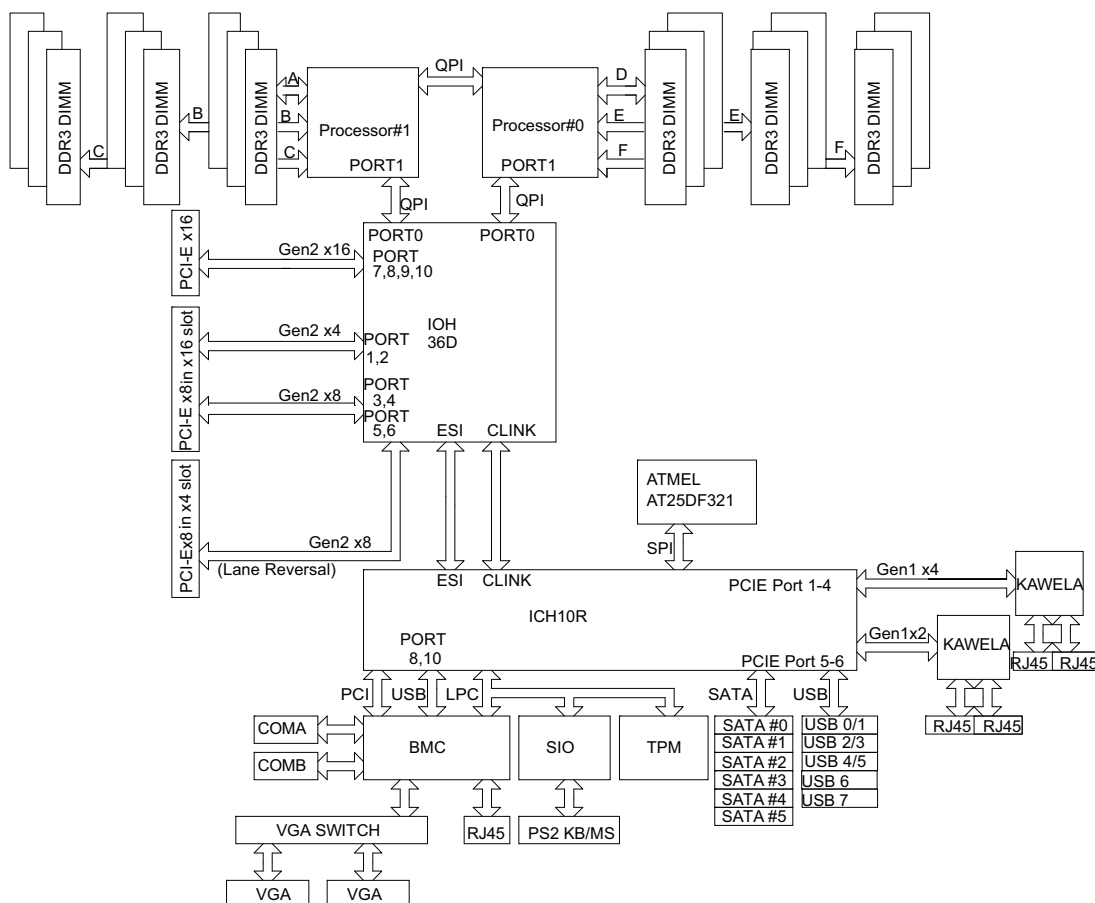 QPI
A
B
B
C
C
D
E
E
F
F
DDR3 DIMM
DDR3 DIMM
DDR3 DIMM
Processor#1
PORT1
Processor#0
PORT1
DDR3 DIMM
DDR3 DIMM
DDR3 DIMM
QPI
QPI
PORT0
PORT0
PCI-E x16
Gen2 x16
PORT
7,8,9,10
IOH
36D
PCI-E x8in x16 slot
Gen2 x4
PORT
1,2
Gen2 x8
PORT
3,4
PORT
5,6
ESI
CLINK
PCI-Ex8 in x4 slot
Gen2 x8
(Lane Reversal)
ATMEL
AT25DF321
SPI
ESI
CLINK
PCIE Port 1-4
Gen1 x4
KAWELA
RJ45
RJ45
ICH10R
PORT
8,10
PCIE Port 5-6
Gen1x2
KAWELA
RJ45
RJ45
PCI
USB
LPC
SATA
USB
COMA
COMB
BMC
SIO
TPM
SATA #0
SATA #1
SATA #2
SATA #3
SATA #4
SATA #5
USB 0/1
USB 2/3
USB 4/5
USB 6
USB 7
VGA SWITCH
RJ45
PS2 KB/MS
VGA
VGA